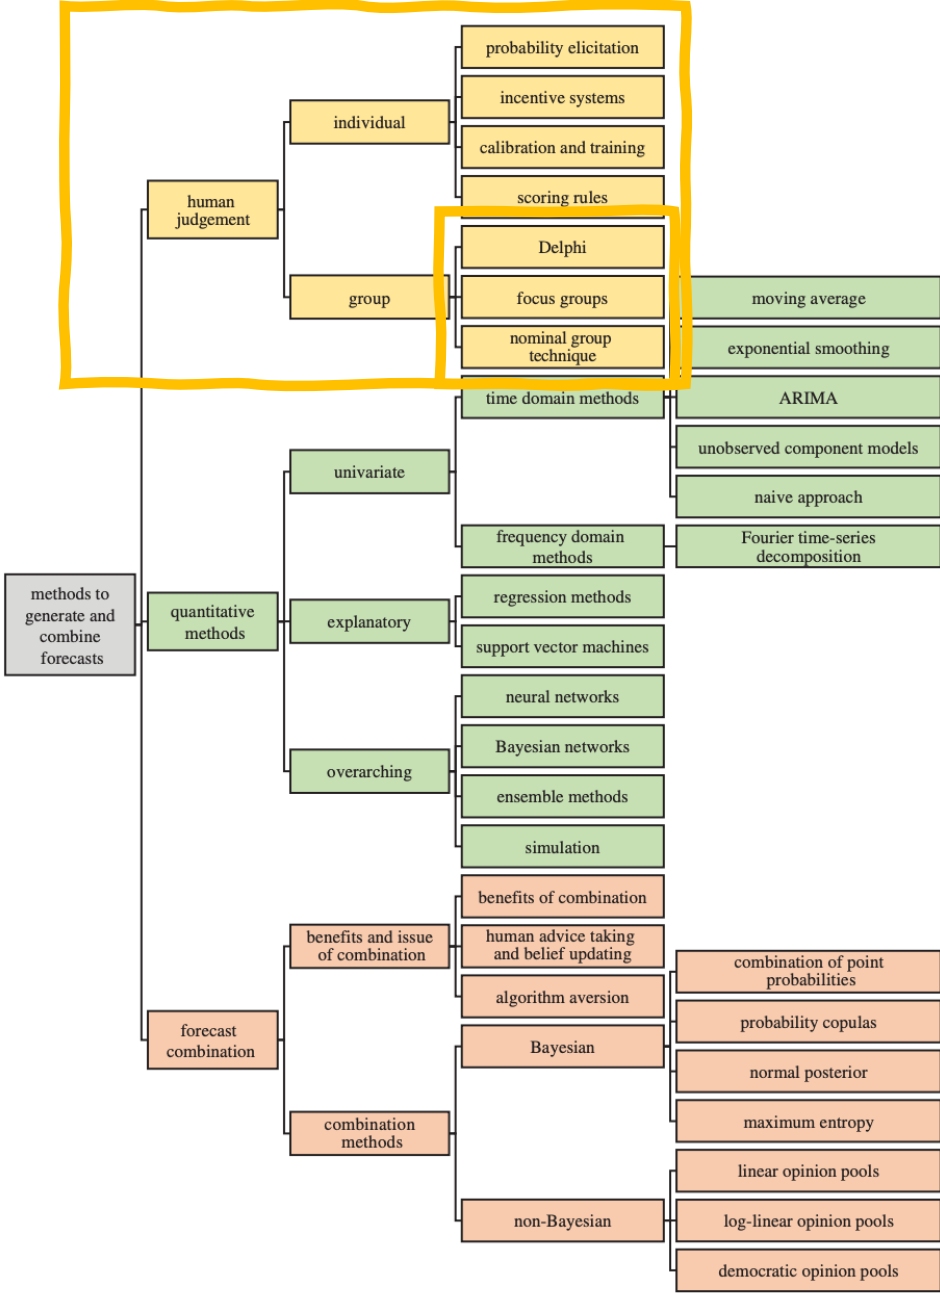 probability elicitation
incentive systems
individual
calibration and training
human
judgement
scoring rules
Delphi
group
focus groups
moving average
nominal group
technique
exponential smoothing
time domain methods
ARIMA
unobserved component models
univariate
naive approach
frequency domain
methods
Fourier time-series
decomposition
methods to
generate and
combine
forecasts
quantitative
methods
explanatory
regression methods
support vector machines
neural networks
Bayesian networks
overarching
ensemble methods
simulation
benefits of combination
benefits and issue
of combination
human advice taking
and belief updating
combination of point
probabilities
algorithm aversion
forecast
combination
Bayesian
probability copulas
normal posterior
combination
methods
maximum entropy
linear opinion pools
non-Bayesian
log-linear opinion pools
democratic opinion pools